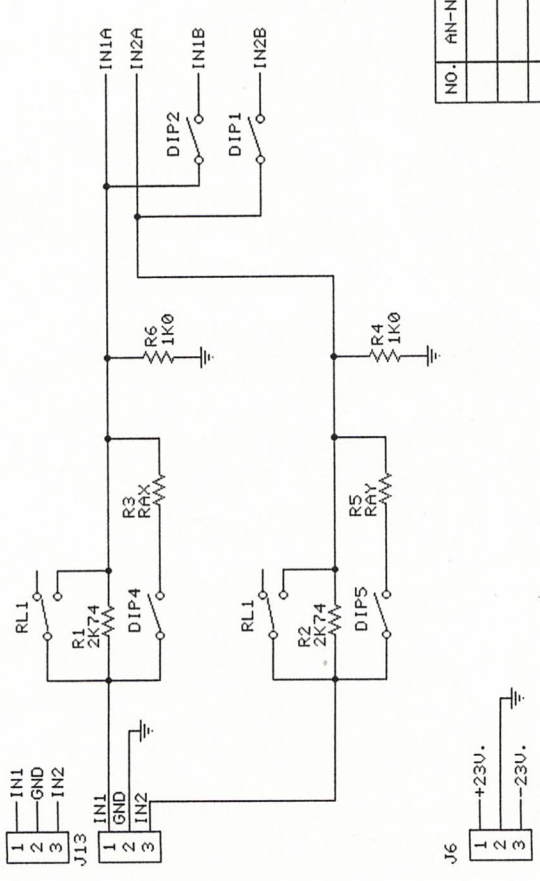 IN1A
IN2A
IN1B
IN2B
DIP2
DIP1
NO. AN-N
R6
1K0
R4
1K0
R3
RAX
R5
RAY
RL1
R1
2K74
DIP4
RL1
R2
2K74
DIP5
1 IN1
2 GND
3 IN2
J13
IN1
GND
IN2
1
2
3
J6
1 +23V.
2
3 -23V.